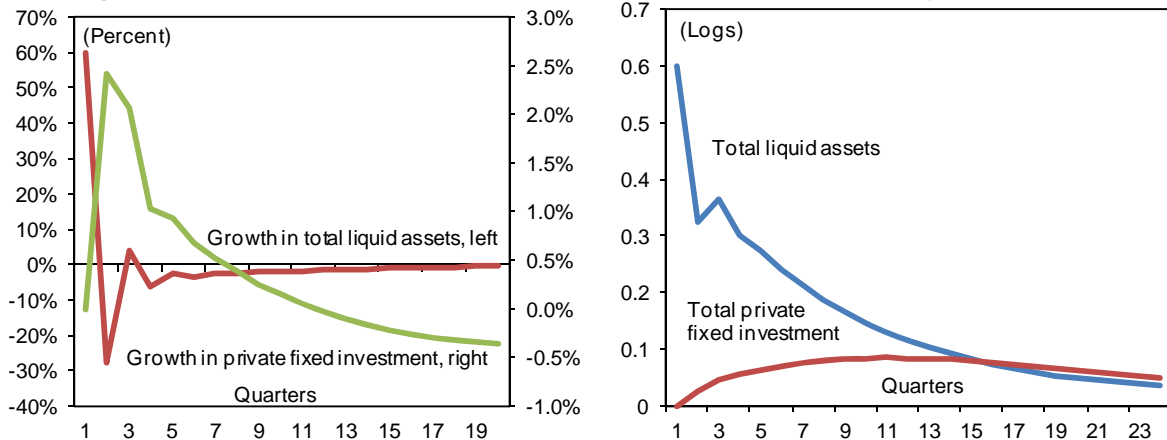 70%
60%
50%
40%
30%
20%
10%
0%
-10%
-20%
-30%
-40%
(Percent)
Growth in total liquid assets, left
Growth in private fixed investment, right
Quarters
3.0%
2.5%
2.0%
1.5%
1.0%
0.5%
0.0%
-0.5%
-1.0%
1 3 5 7 9 11 13 15 17 19
0.7
0.6
0.5
0.4
0.3
0.2
0.1
0
(Logs)
Total liquid assets
Total private
fixed investment
Quarters
1 3 5 7 9 11 13 15 17 19 21 23